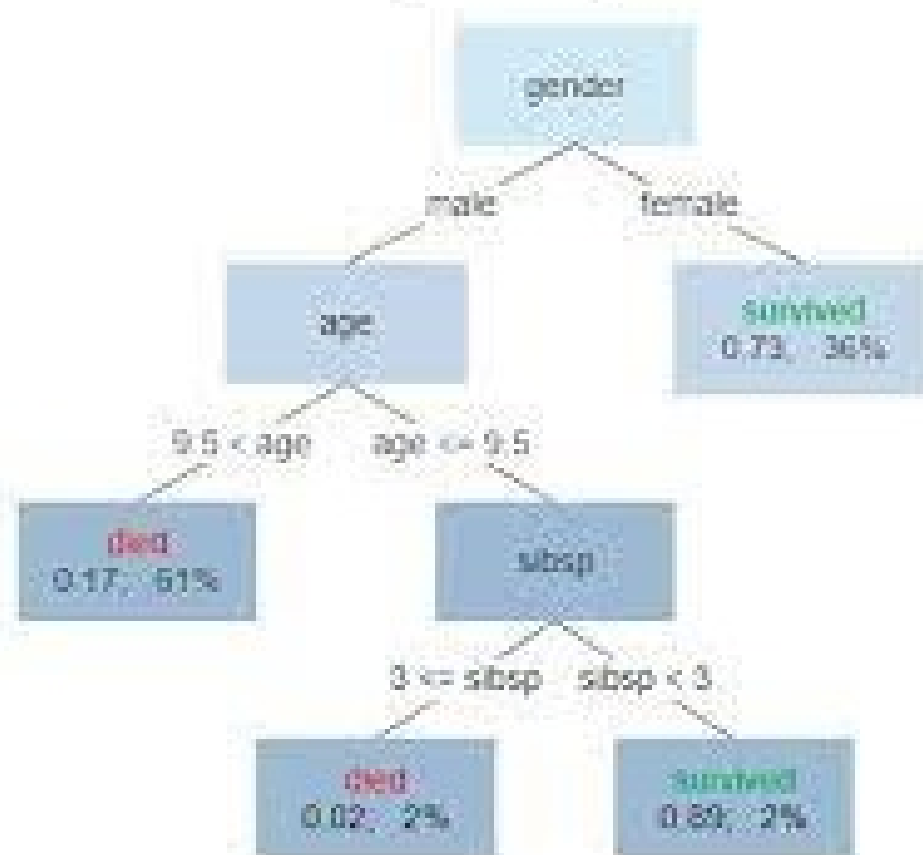 gender
male female
age
survived
0.73; 36%
9.5 < age age <= 9.5
died
0.17; 61%
sibsp
3 <= sibsp sibsp < 3
died
0.02; 2%
survived
0.89; 2%